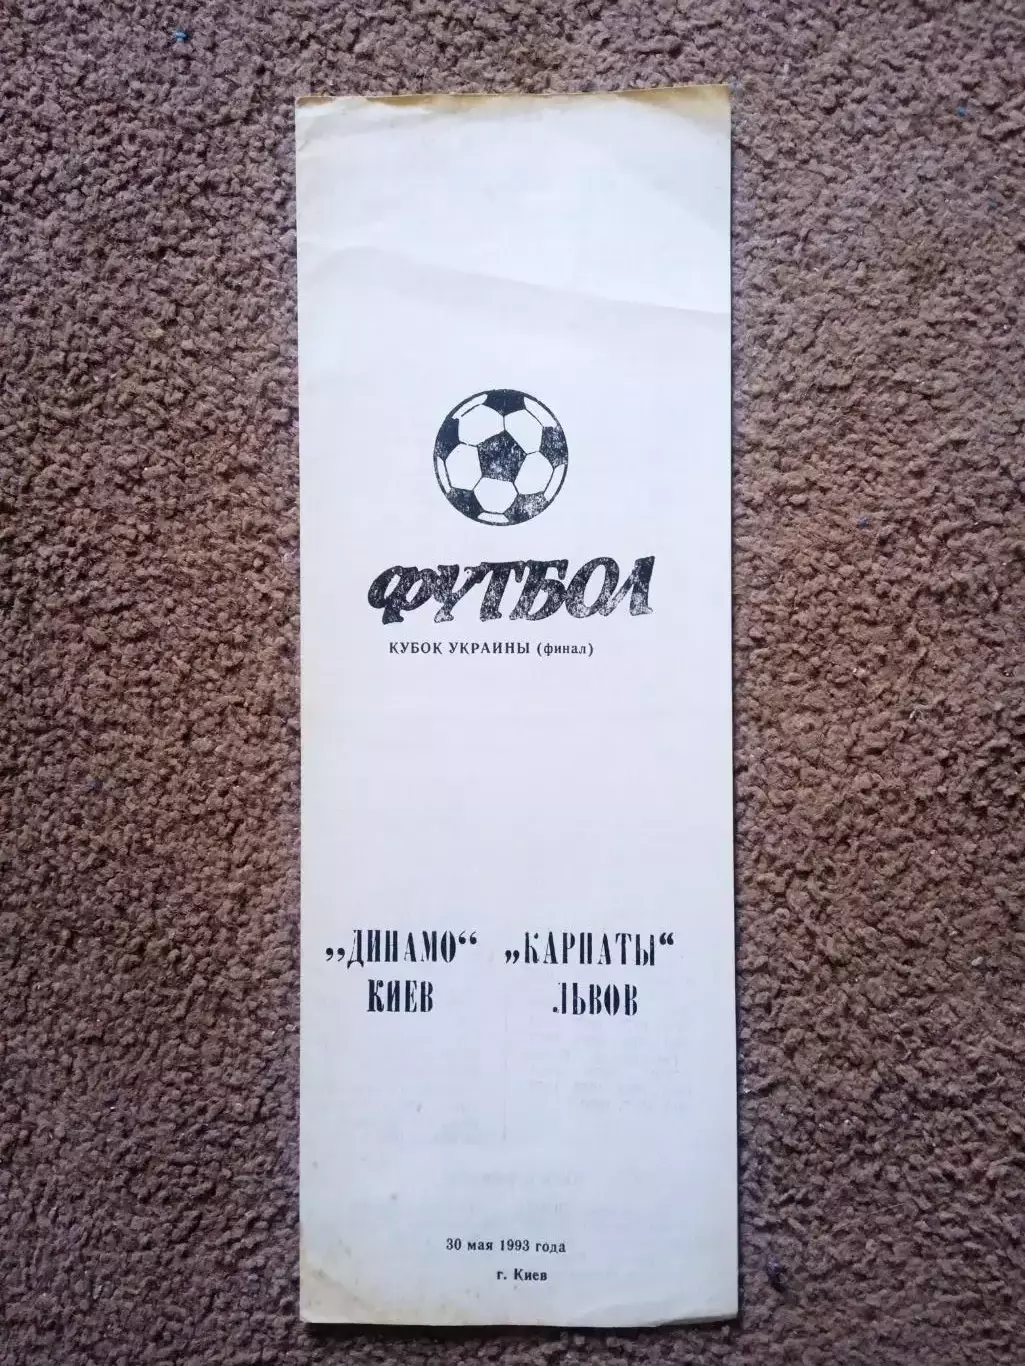 ФУТБОЛ
КУБОК УКРАИНЫ (финал)
„ДИНАМО“ „КАРПАТЫ“
КИЕВ ЛЬВОВ
30 мая 1993 года
г. Киев